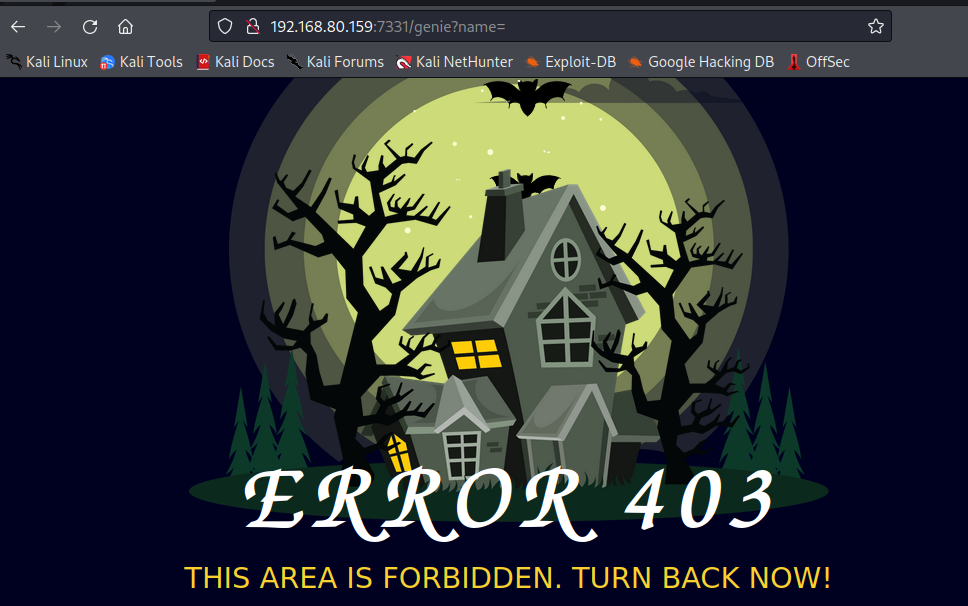 192.168.80.159:7331/genie?name=
Kali Linux Kali Tools Kali Docs Kali Forums Kali NetHunter Exploit-DB Google Hacking DB OffSec
ERROR 403
THIS AREA IS FORBIDDEN. TURN BACK NOW!